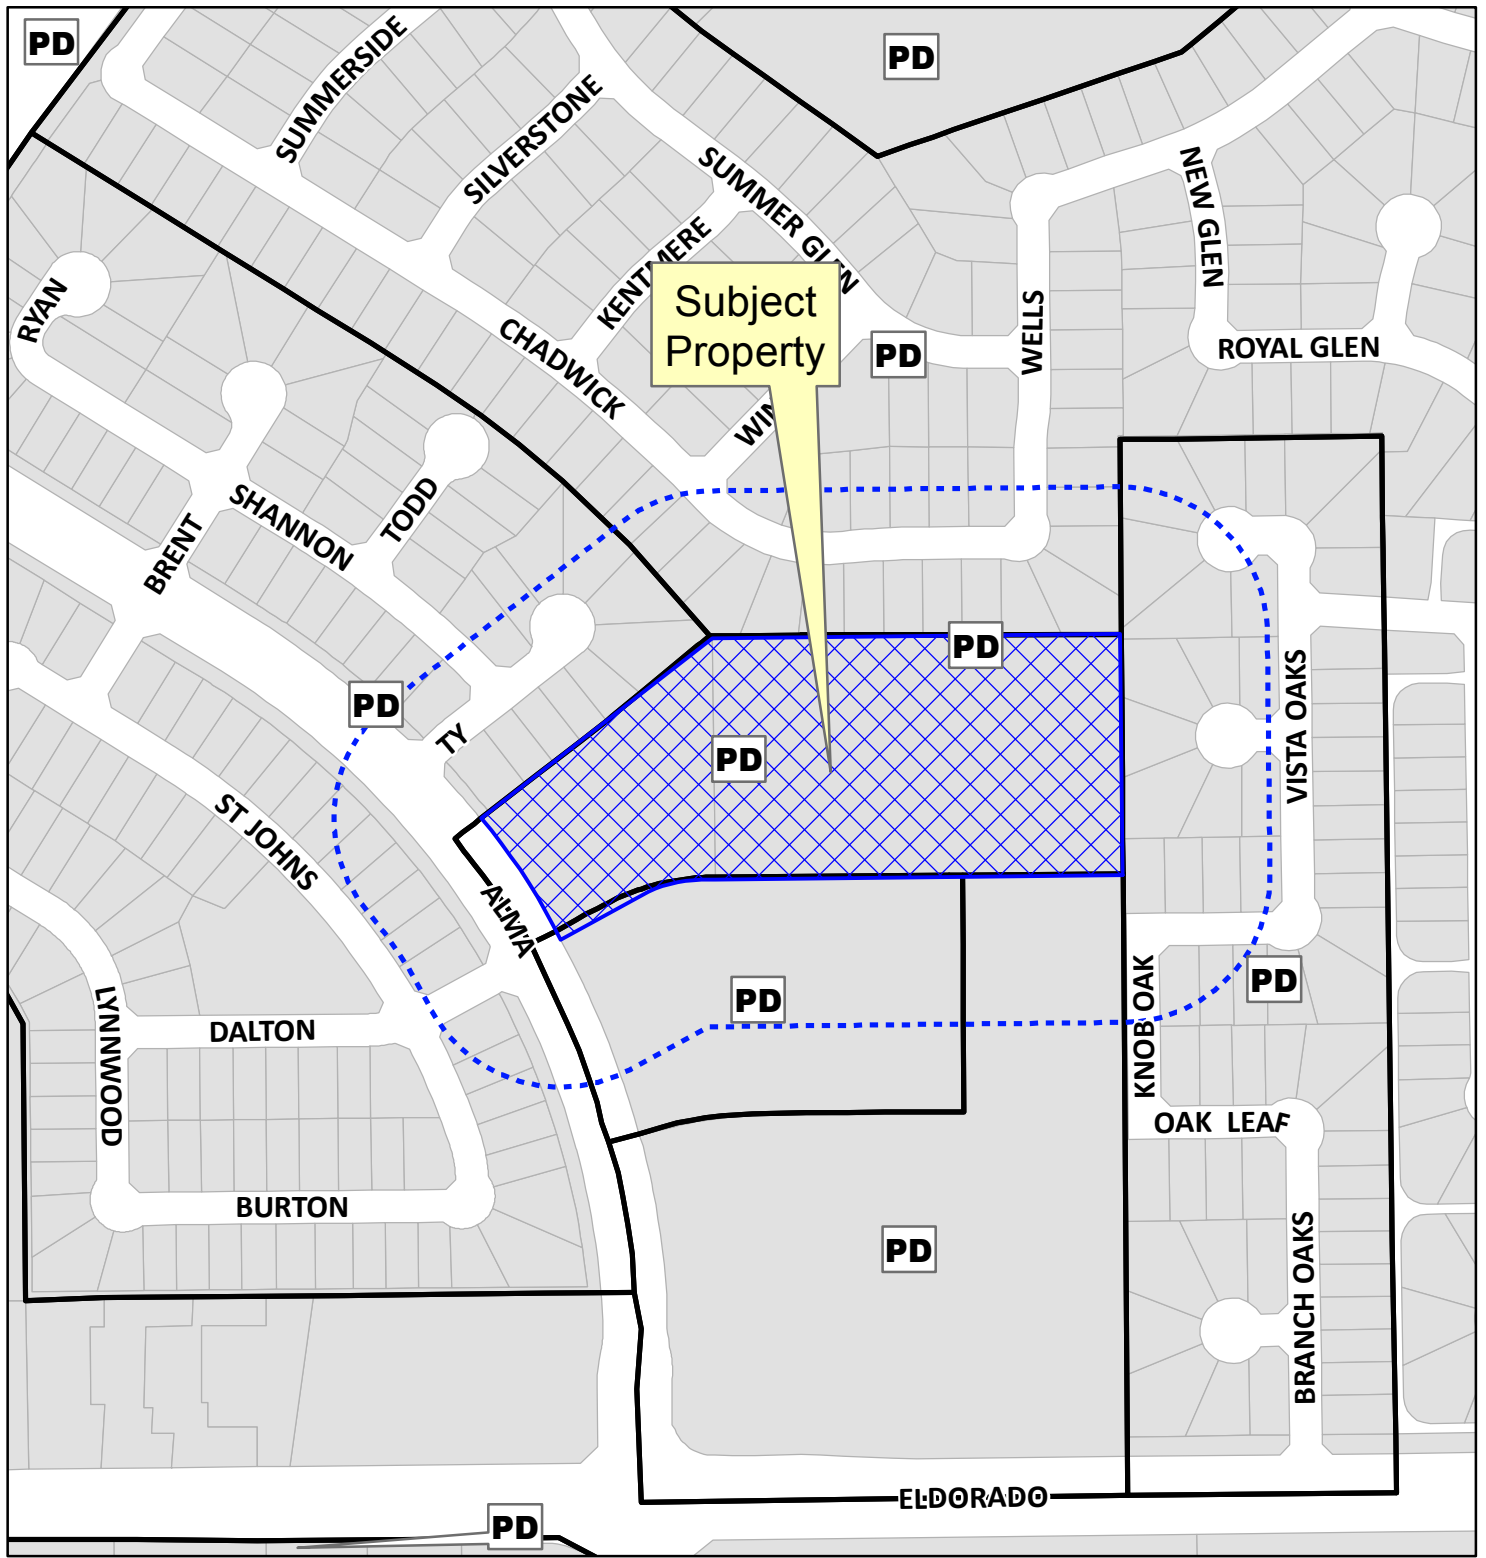 PD
SUMMERSIDE
PD
SILVERSTONE
SUMMER GLEN
NEW GLEN
KENTMERE
RYAN
Subject
Property
WELLS
CHADWICK
PD
ROYAL GLEN
WIN
SHANNON
TODD
BRENT
PD
PD
VISTA OAKS
TY
PD
ST JOHNS
ALMA
PD
PD
KNOB OAK
LYNNWOOD
DALTON
OAK LEAF
BURTON
PD
BRANCH OAKS
ELDORADO
PD